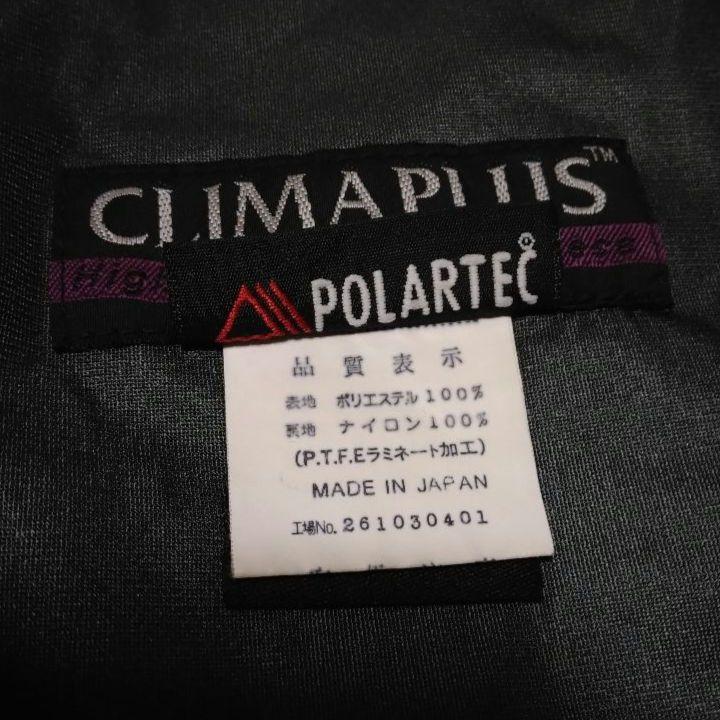 CLIMAPLUS™
POLARTEC®
品質表示
表地 ポリエステル100%
裏地 ナイロン100%
(P.T.F.Eラミネート加工)
MADE IN JAPAN
工場No. 261030401